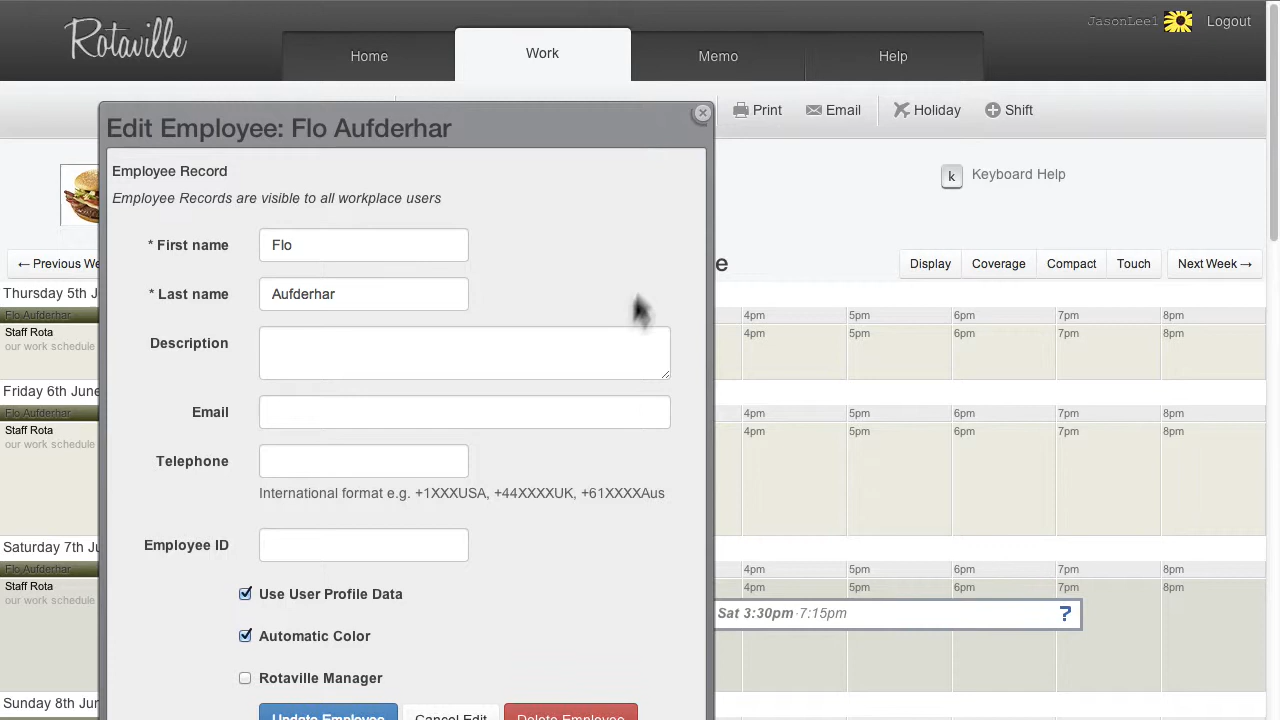 Rotaville
JasonLee1
Logout
Home
Work
Memo
Help
Print
Email
Holiday
Shift
k
Keyboard Help
Edit Employee: Flo Aufderhar
Employee Record
Employee Records are visible to all workplace users
* First name
Flo
* Last name
Aufderhar
Description
Email
Telephone
International format e.g. +1XXXUSA, +44XXXXUK, +61XXXXAus
Employee ID
Use User Profile Data
Automatic Color
Rotaville Manager
Update Employee
Cancel Edit
Delete Employee
← Previous We
e
Display
Coverage
Compact
Touch
Next Week →
Thursday 5th J
Flo Aufderhar
4pm 5pm 6pm 7pm 8pm
Staff Rota
4pm 5pm 6pm 7pm
our work schedule
Friday 6th June
Flo Aufderhar
4pm 5pm 6pm 7pm 8pm
Staff Rota
4pm 5pm 6pm 7pm
our work schedule
Saturday 7th Ju
Flo Aufderhar
4pm 5pm 6pm 7pm 8pm
Staff Rota
4pm 5pm 6pm 7pm 8pm
our work schedule
Sat 3:30pm·7:15pm
?
Sunday 8th Jun